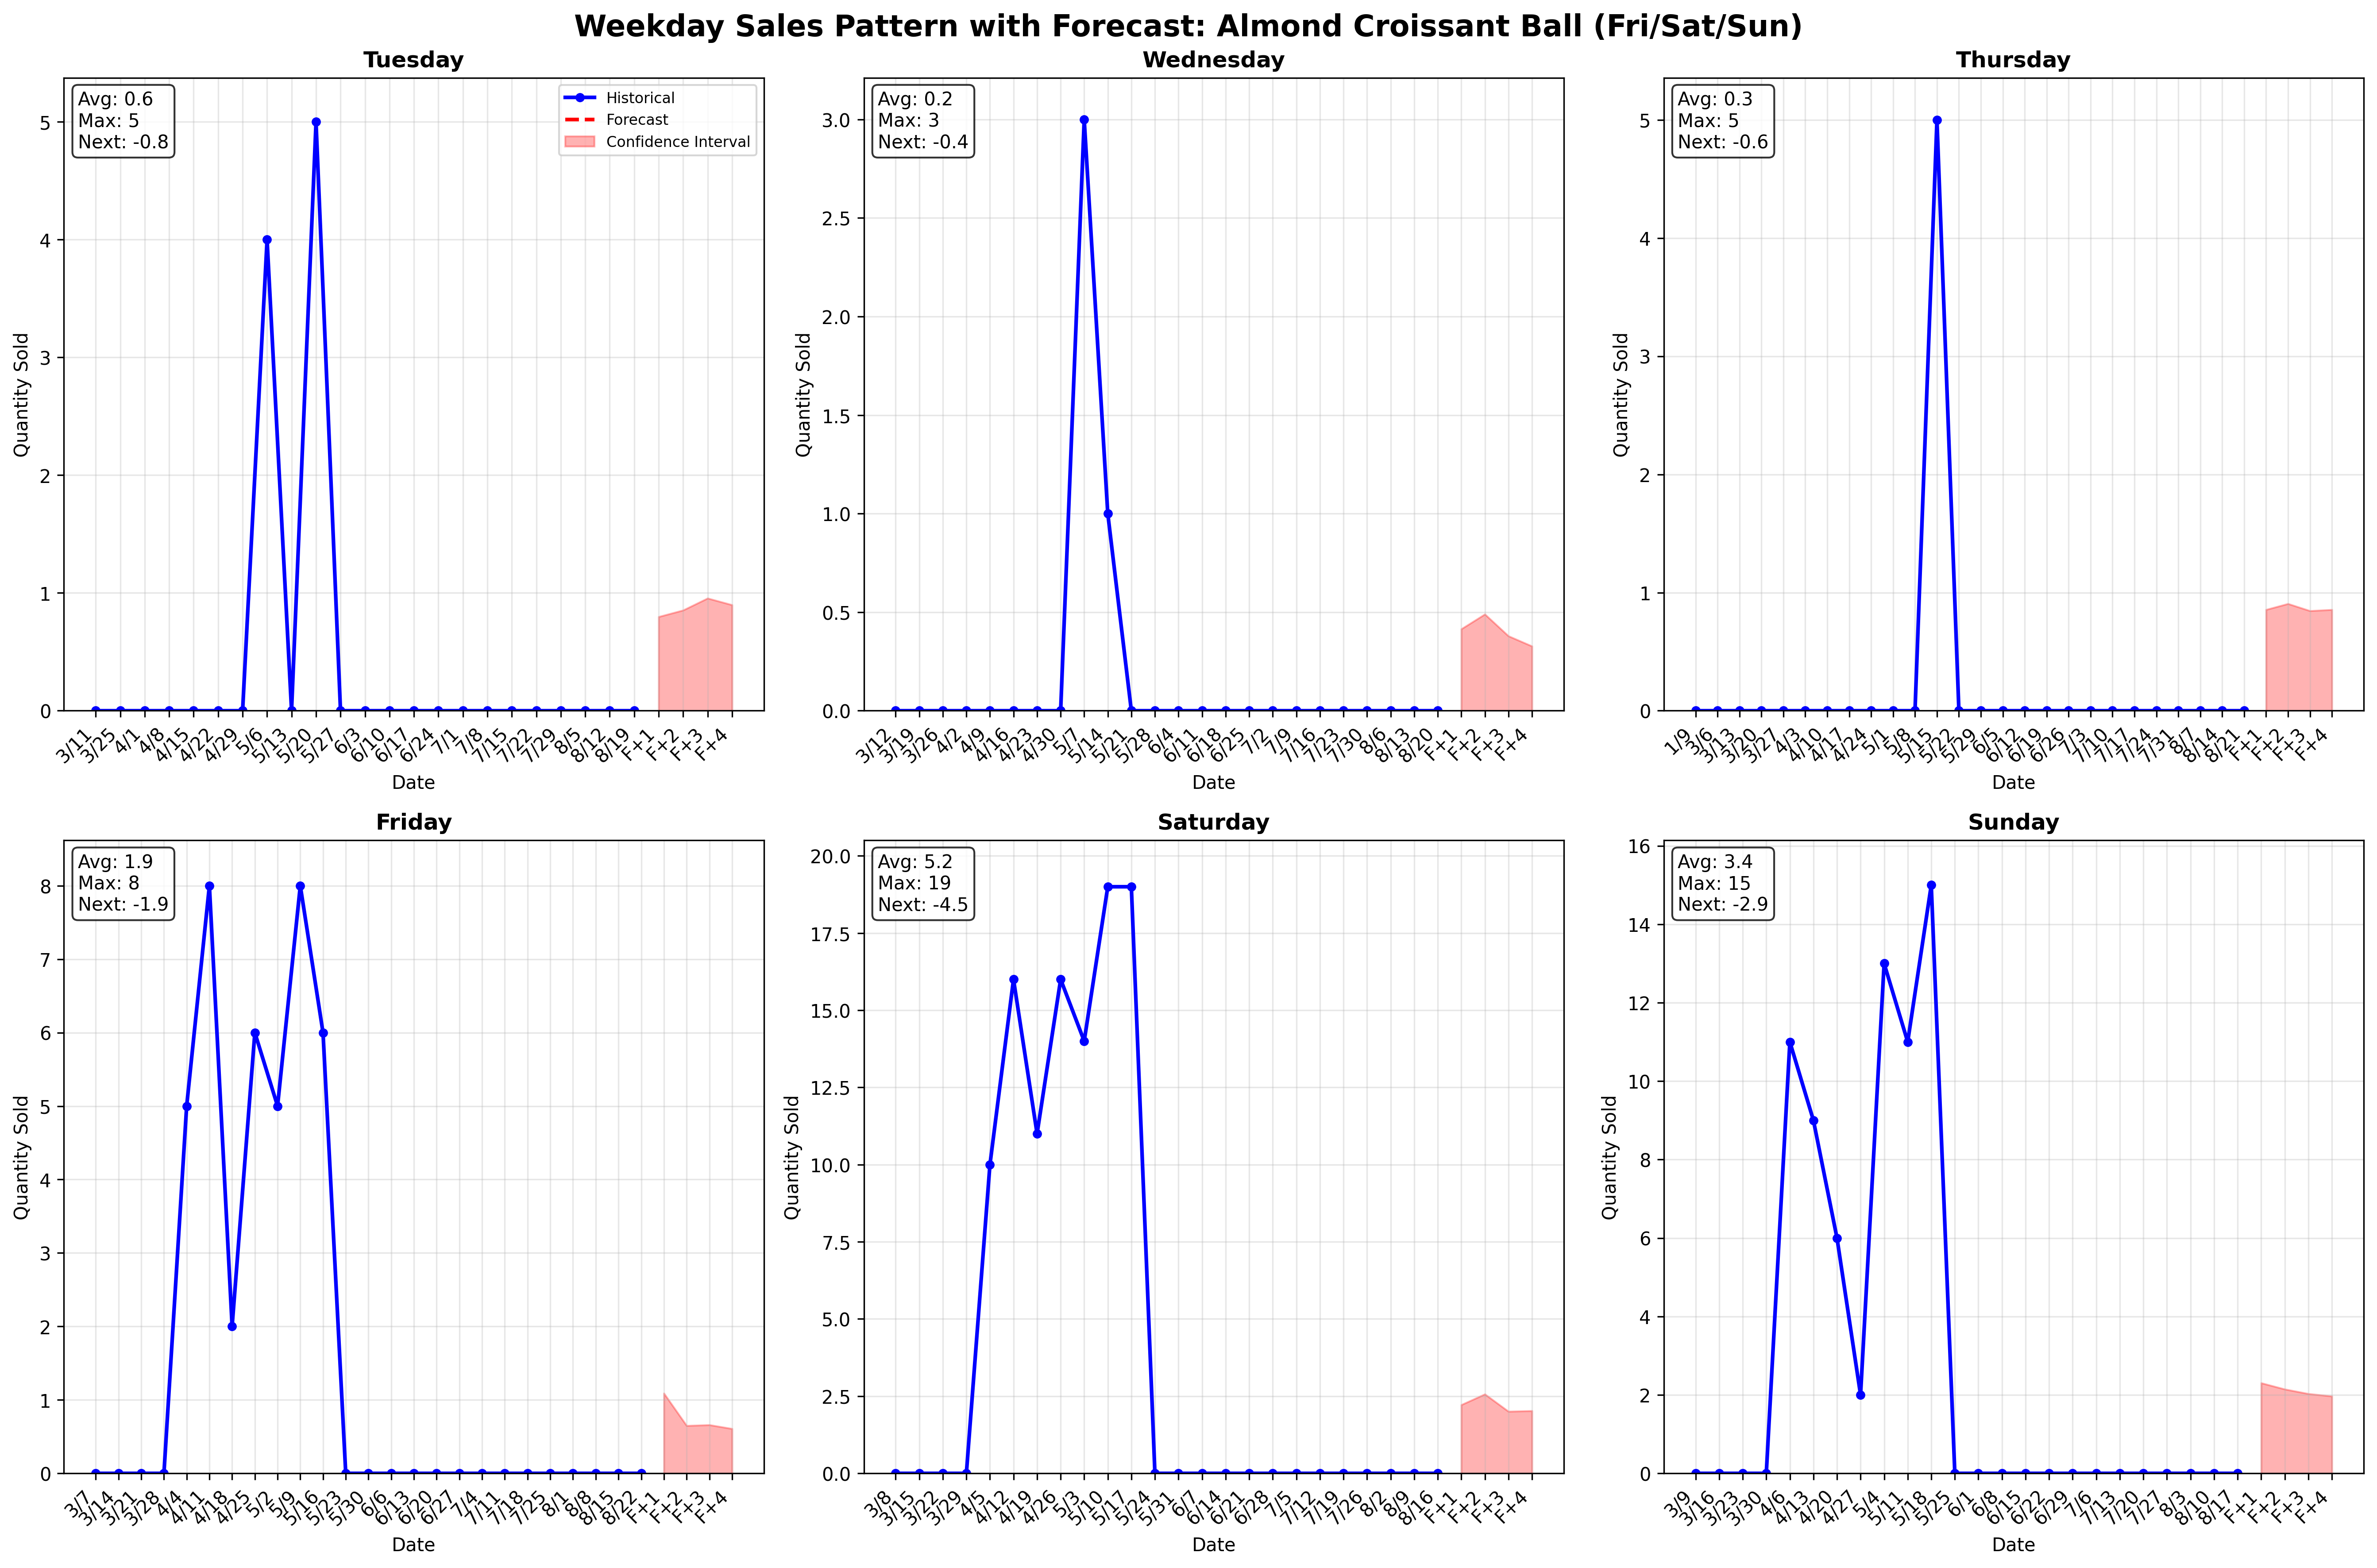 Weekday Sales Pattern with Forecast: Almond Croissant Ball (Fri/Sat/Sun)
Tuesday
Avg: 0.6
Max: 5
Next: -0.8
Historical
Forecast
Confidence Interval
Quantity Sold
5
4
3
2
1
0
3/11 3/25 4/1 4/8 4/15 4/22 4/29 5/6 5/13 5/20 5/27 6/3 6/10 6/17 6/24 7/1 7/8 7/15 7/22 7/29 8/5 8/12 8/19 F+1 F+2 F+3 F+4
Date
Wednesday
Avg: 0.2
Max: 3
Next: -0.4
Quantity Sold
3.0
2.5
2.0
1.5
1.0
0.5
0.0
3/12 3/19 3/26 4/2 4/9 4/16 4/23 4/30 5/7 5/14 5/21 5/28 6/4 6/11 6/18 6/25 7/2 7/9 7/16 7/23 7/30 8/6 8/13 8/20 F+1 F+2 F+3 F+4
Date
Thursday
Avg: 0.3
Max: 5
Next: -0.6
Quantity Sold
5
4
3
2
1
0
1/9 3/6 3/13 3/20 3/27 4/3 4/10 4/17 4/24 5/1 5/8 5/15 5/22 5/29 6/5 6/12 6/19 6/26 7/3 7/10 7/17 7/24 7/31 8/7 8/14 8/21 F+1 F+2 F+3 F+4
Date
Friday
Avg: 1.9
Max: 8
Next: -1.9
Quantity Sold
8
7
6
5
4
3
2
1
0
3/7 3/14 3/21 3/28 4/4 4/11 4/18 4/25 5/2 5/9 5/16 5/23 5/30 6/6 6/13 6/20 6/27 7/4 7/11 7/18 7/25 8/1 8/8 8/15 8/22 F+1 F+2 F+3 F+4
Date
Saturday
Avg: 5.2
Max: 19
Next: -4.5
Quantity Sold
20.0
17.5
15.0
12.5
10.0
7.5
5.0
2.5
0.0
3/8 3/15 3/22 3/29 4/5 4/12 4/19 4/26 5/3 5/10 5/17 5/24 5/31 6/7 6/14 6/21 6/28 7/5 7/12 7/19 7/26 8/2 8/9 8/16 F+1 F+2 F+3 F+4
Date
Sunday
Avg: 3.4
Max: 15
Next: -2.9
Quantity Sold
16
14
12
10
8
6
4
2
0
3/9 3/16 3/23 3/30 4/6 4/13 4/20 4/27 5/4 5/11 5/18 5/25 6/1 6/8 6/15 6/22 6/29 7/6 7/13 7/20 7/27 8/3 8/10 8/17 F+1 F+2 F+3 F+4
Date